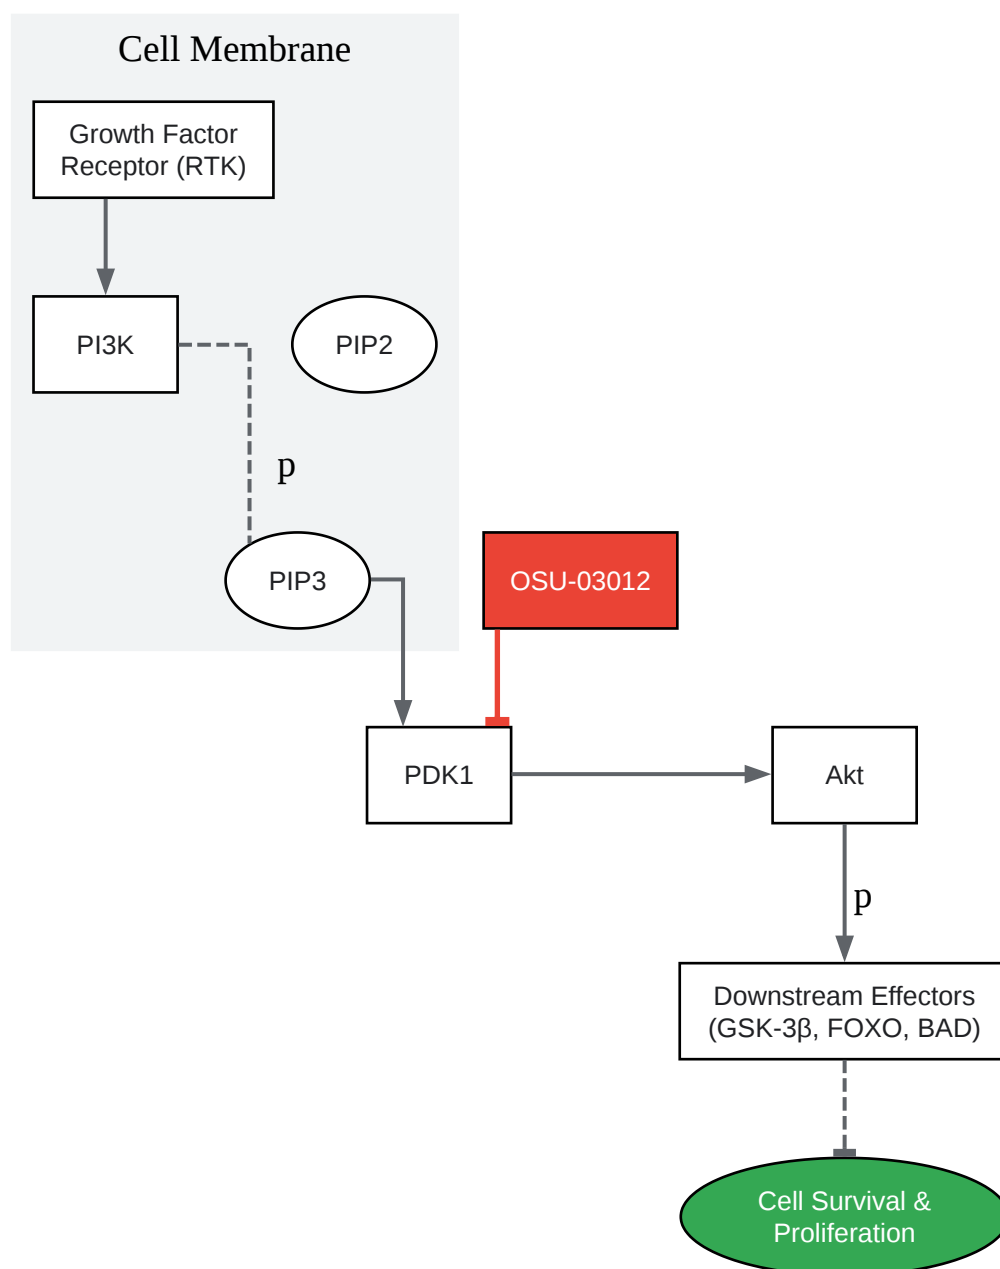 Cell Membrane
Growth Factor
Receptor (RTK)
PI3K
PIP2
p
PIP3
OSU-03012
PDK1
Akt
p
Downstream Effectors
(GSK-3β, FOXO, BAD)
Cell Survival &
Proliferation